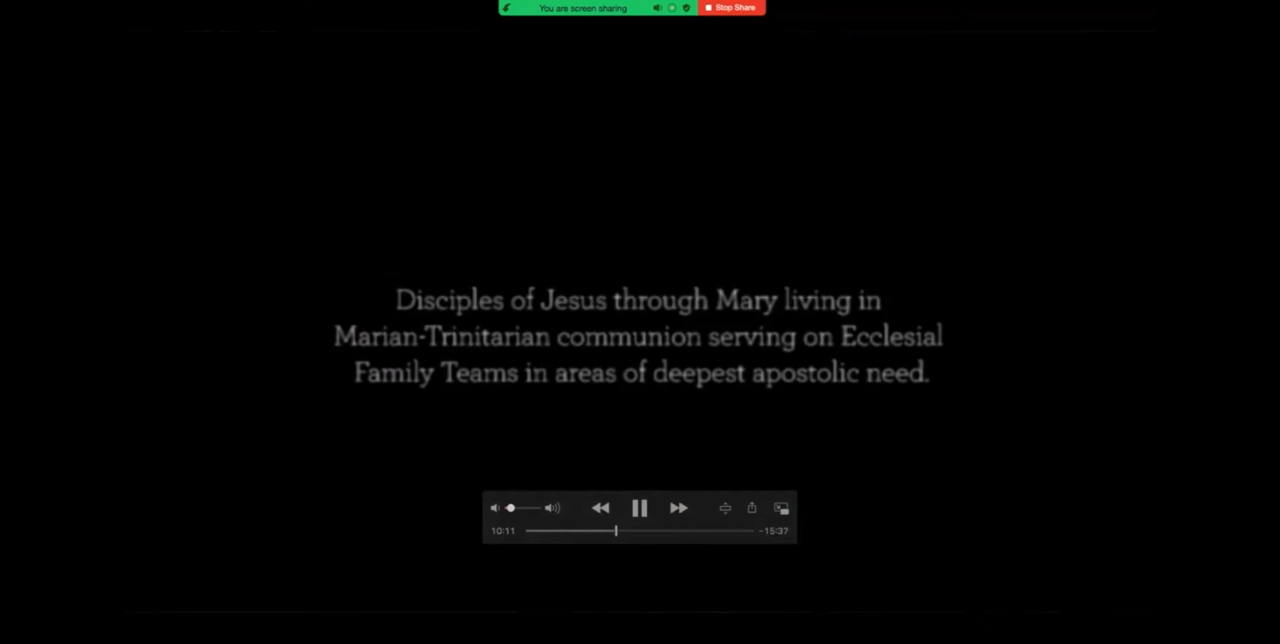 You are screen sharing
Stop Share
Disciples of Jesus through Mary living in
Marian-Trinitarian communion serving on Ecclesial
Family Teams in areas of deepest apostolic need.
10:11
-15:37